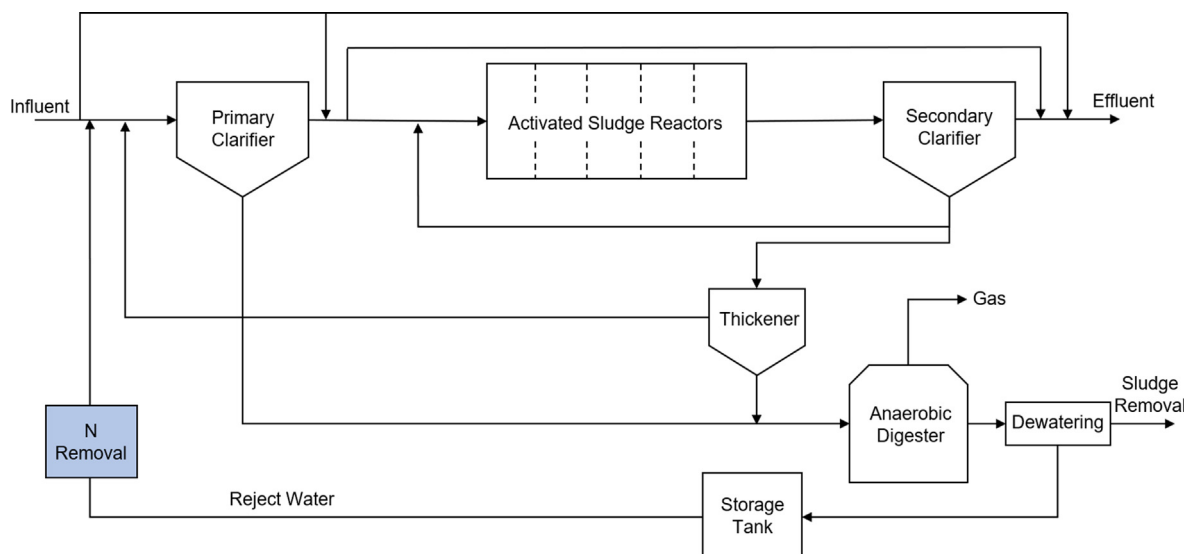 Influent
Primary
Clarifier
Activated Sludge Reactors
Secondary
Clarifier
Effluent
Thickener
Gas
Anaerobic
Digester
Dewatering
Sludge
Removal
N
Removal
Reject Water
Storage
Tank